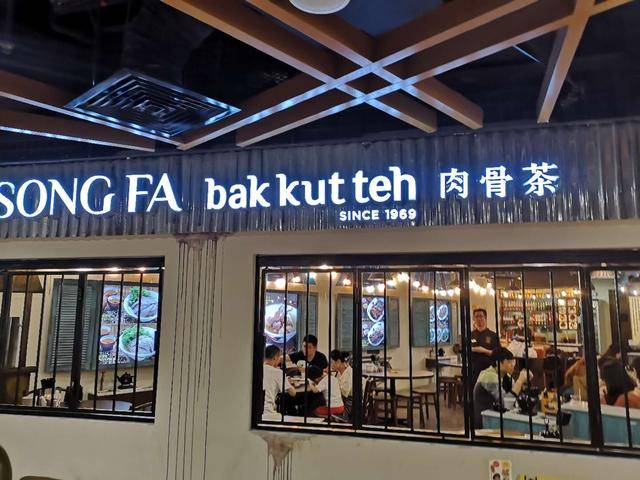 SONG FA bak kut teh 肉骨茶
SINCE 1969